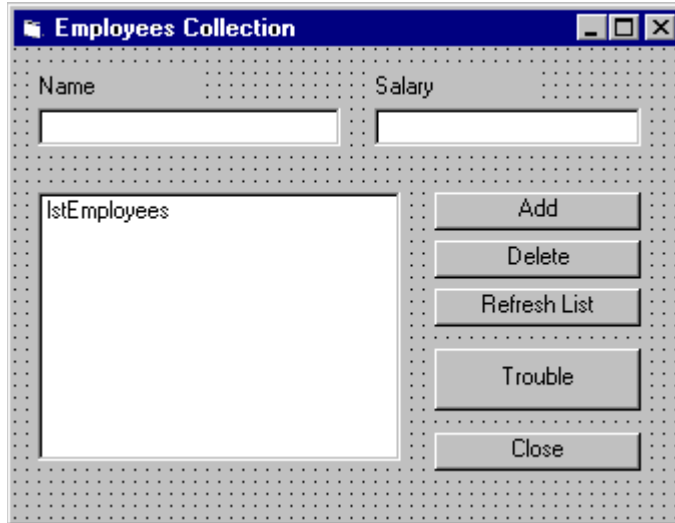 Employees Collection
Name
Salary
lstEmployees
Add
Delete
Refresh List
Trouble
Close